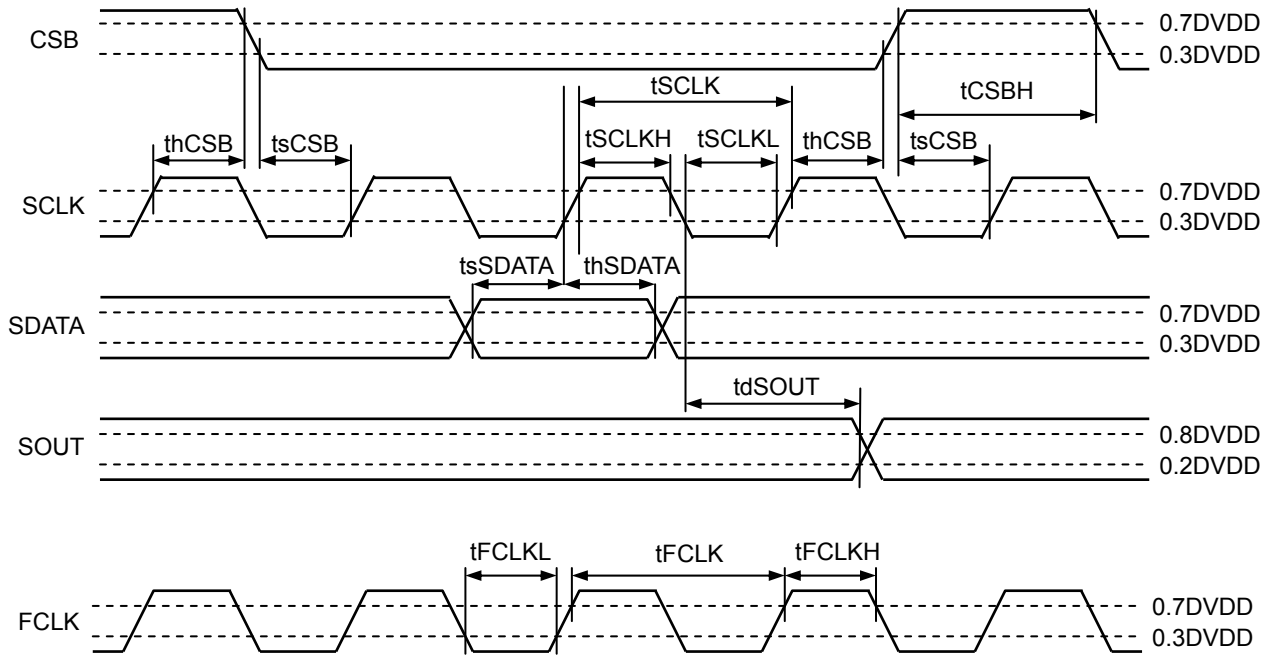 CSB
0.7DVDD
0.3DVDD
tSCLK
tCSBH
thCSB
tsCSB
tSCLKH
tSCLKL
thCSB
tsCSB
SCLK
0.7DVDD
0.3DVDD
tsSDATA
thSDATA
SDATA
0.7DVDD
0.3DVDD
tdSOUT
SOUT
0.8DVDD
0.2DVDD
tFCLKL
tFCLK
tFCLKH
FCLK
0.7DVDD
0.3DVDD